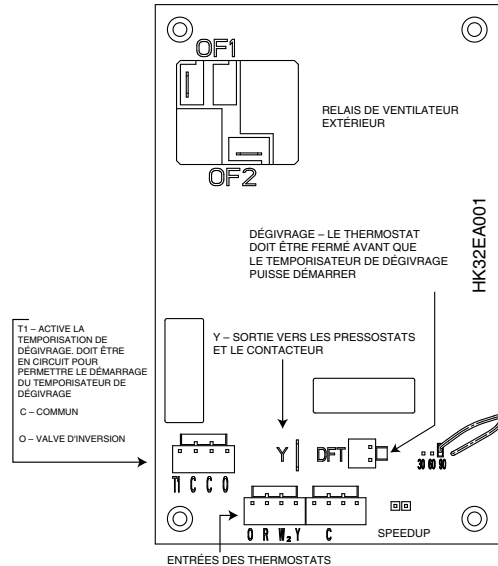 OF1
RELAIS DE VENTILATEUR
EXTÉRIEUR
OF2
HK32EA001
DÉGIVRAGE – LE THERMOSTAT
DOIT ÊTRE FERMÉ AVANT QUE
LE TEMPORISATEUR DE DÉGIVRAGE
PUISSE DÉMARRER
T1 – ACTIVE LA
TEMPORISATION DE
DÉGIVRAGE. DOIT ÊTRE
EN CIRCUIT POUR
PERMETTRE LE DÉMARRAGE
DU TEMPORISATEUR DE
DÉGIVRAGE
C – COMMUN
O – VALVE D'INVERSION
Y – SORTIE VERS LES PRESSOSTATS
ET LE CONTACTEUR
Y DFT
30 60 90
T1 C C O
O R W2 Y C
SPEEDUP
ENTRÉES DES THERMOSTATS